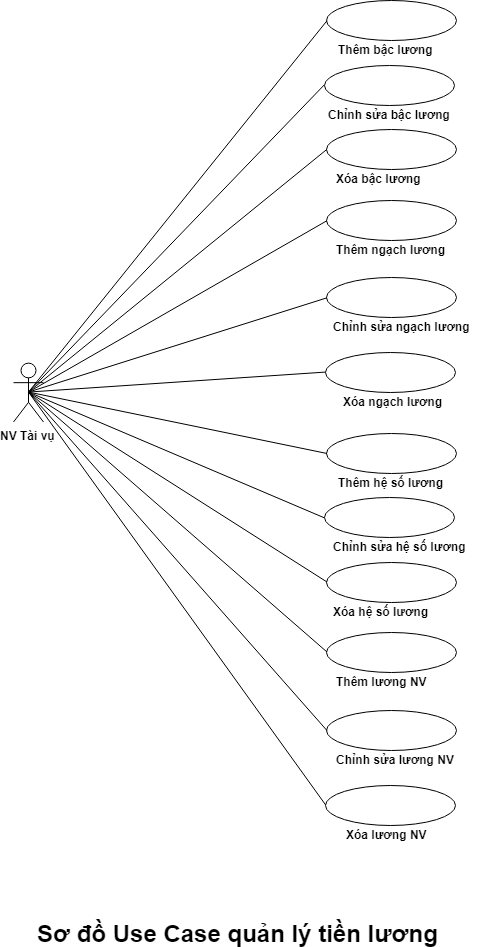 Thêm bậc lương
Chỉnh sửa bậc lương
Xóa bậc lương
Thêm ngạch lương
Chỉnh sửa ngạch lương
Xóa ngạch lương
NV Tài vụ
Thêm hệ số lương
Chỉnh sửa hệ số lương
Xóa hệ số lương
Thêm lương NV
Chỉnh sửa lương NV
Xóa lương NV
Sơ đồ Use Case quản lý tiền lương